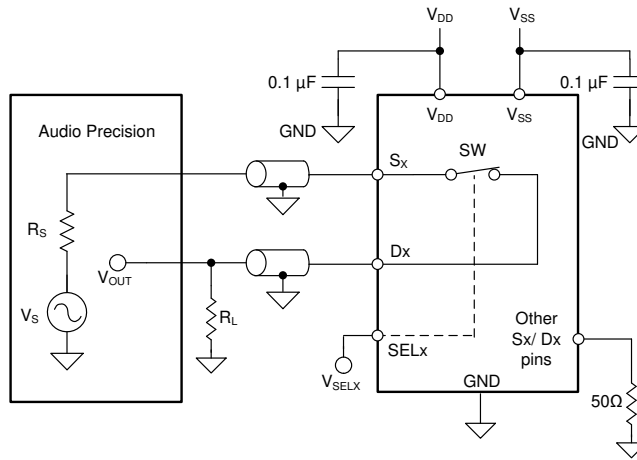 VDD
VSS
0.1 µF
0.1 µF
GND
VDD
VSS
GND
Audio Precision
SX
SW
RS
VOUT
DX
VS
RL
SELx
VSELX
Other
Sx/ Dx
pins
GND
50Ω